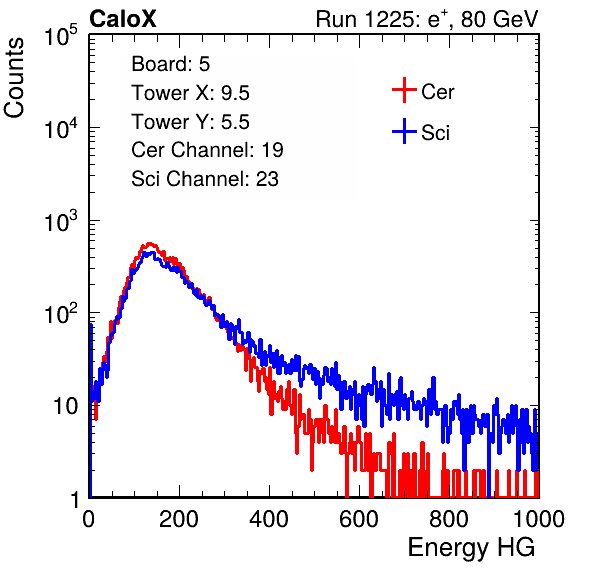 CaloX Run 1225: e⁺, 80 GeV
Counts
10⁵
10⁴
10³
10²
10
1
Board: 5
Tower X: 9.5
Tower Y: 5.5
Cer Channel: 19
Sci Channel: 23
Cer
Sci
0 200 400 600 800 1000
Energy HG